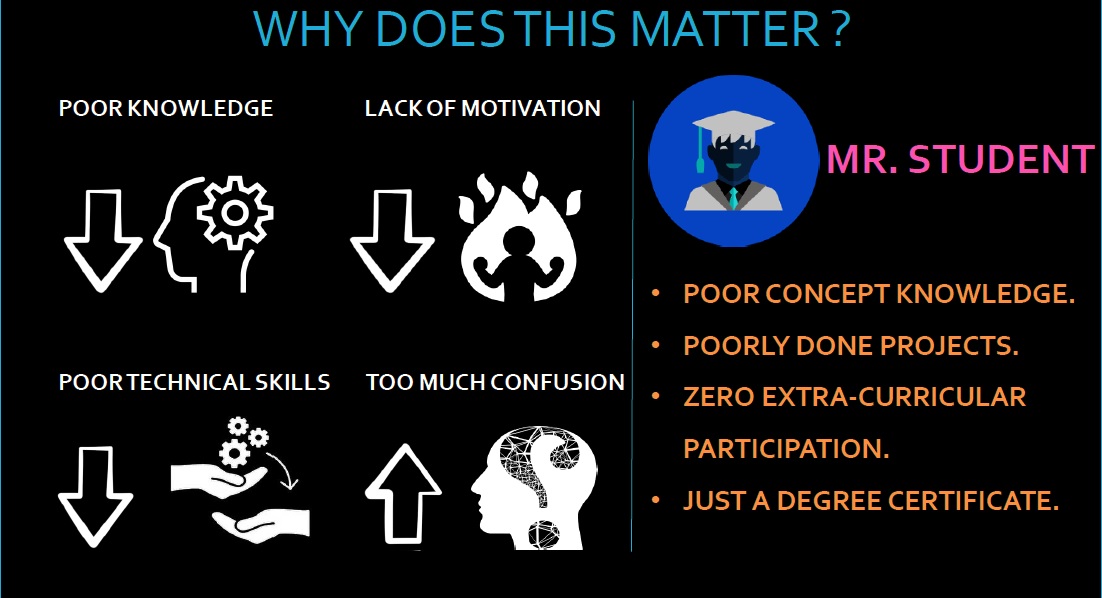 WHY DOES THIS MATTER ?
POOR KNOWLEDGE
LACK OF MOTIVATION
POOR TECHNICAL SKILLS
TOO MUCH CONFUSION
MR. STUDENT
• POOR CONCEPT KNOWLEDGE.
• POORLY DONE PROJECTS.
• ZERO EXTRA-CURRICULAR
PARTICIPATION.
• JUST A DEGREE CERTIFICATE.